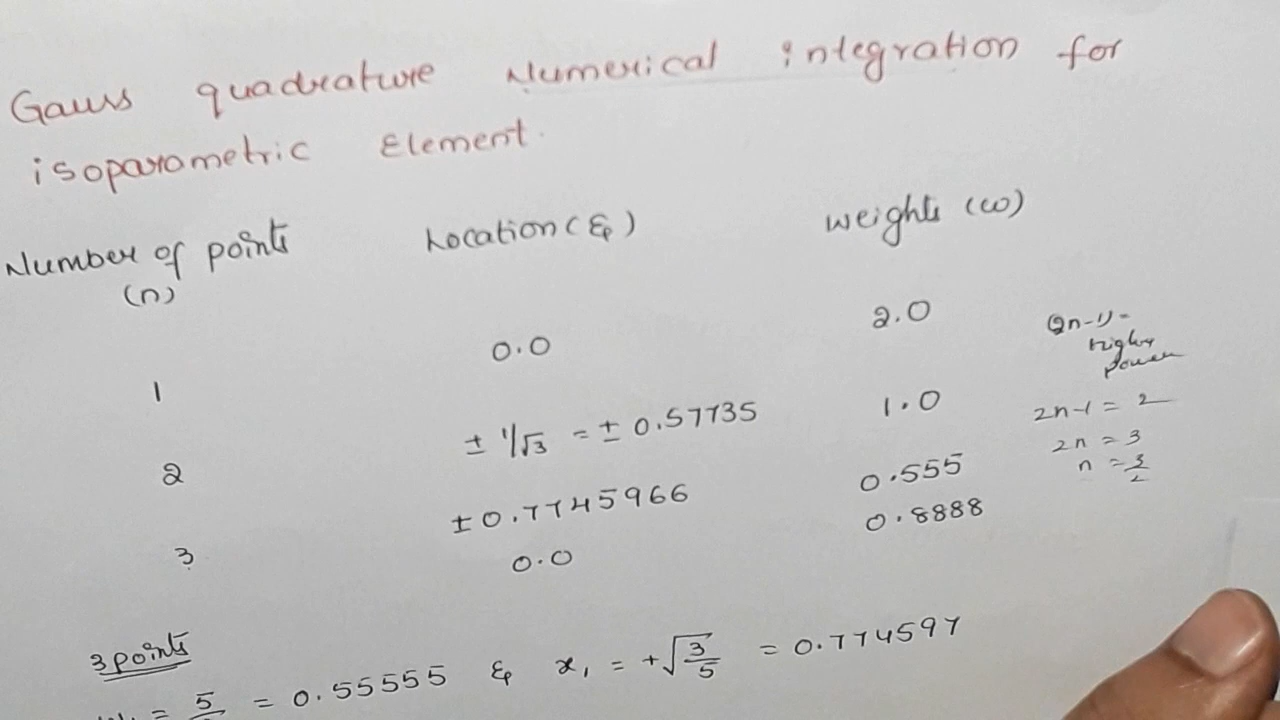 Gauss quadrature Numerical integration for
isoparametric Element.
Number of points Location (ξ) weights (w)
(n)
1 0.0 2.0
2 ± 1/√3 = ± 0.57735 1.0
3 ±0.7745966 0.555
0.0 0.8888
(2n-1) =
power
2n-1 = 2
2n = 3
n = 3/2
3 points
= 5 = 0.55555 & x₁ = +√3/5 = 0.774597